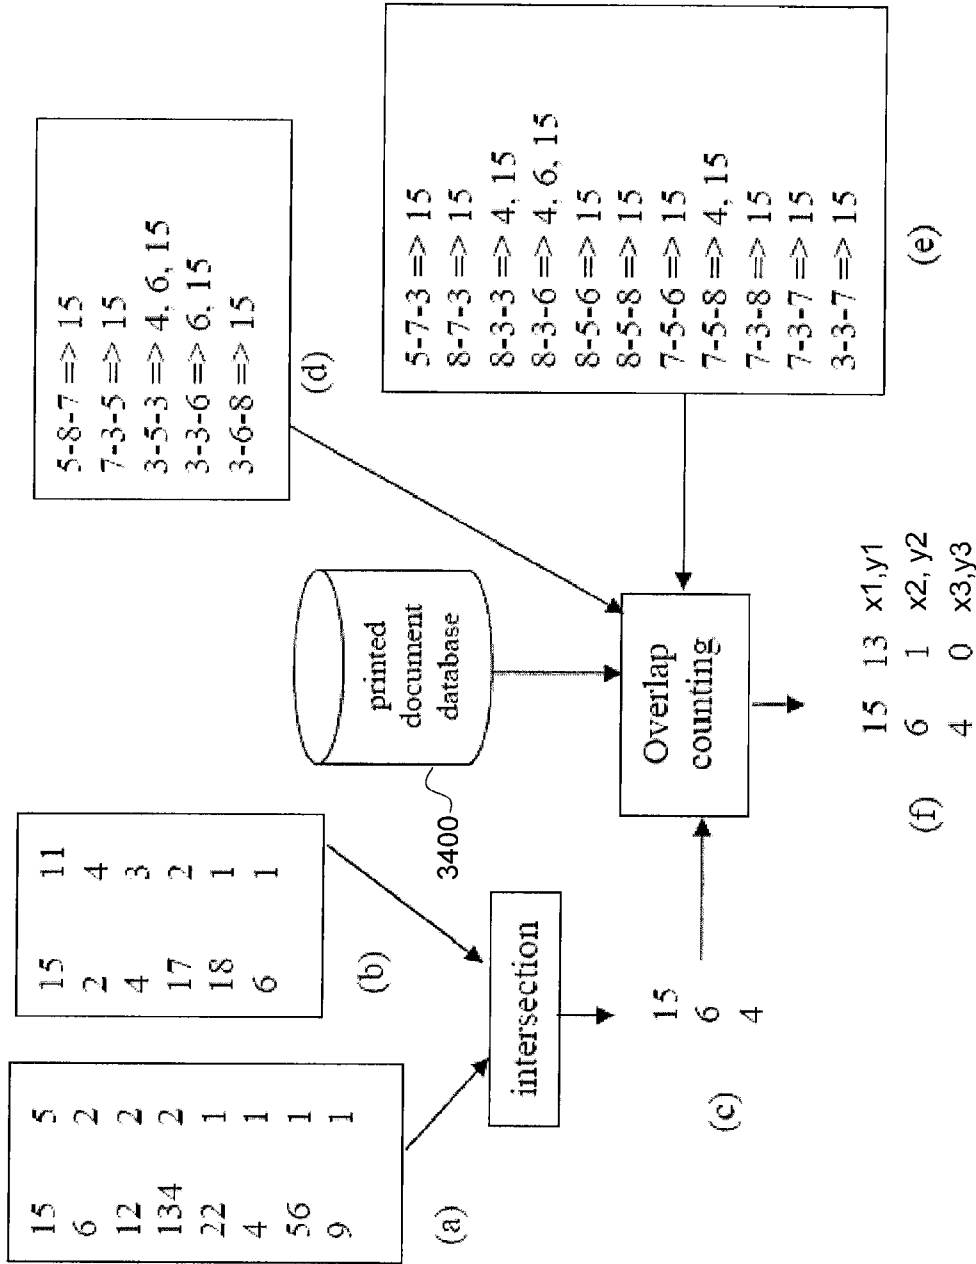 15 5
6 2
12 2
134 2
22 1
4 1
56 1
9 1
(a)
15 11
2 4
4 3
17 2
18 1
6 1
(b)
intersection
15
6
4
(c)
printed
document
database
3400
5-8-7 => 15
7-3-5 => 15
3-5-3 => 4, 6, 15
3-3-6 => 6, 15
3-6-8 => 15
(d)
5-7-3 => 15
8-7-3 => 15
8-3-3 => 4, 15
8-3-6 => 4, 6, 15
8-5-6 => 15
8-5-8 => 15
7-5-6 => 15
7-5-8 => 4, 15
7-3-8 => 15
7-3-7 => 15
3-3-7 => 15
(e)
Overlap
counting
15 13 x1,y1
6 1 x2, y2
4 0 x3,y3
(f)